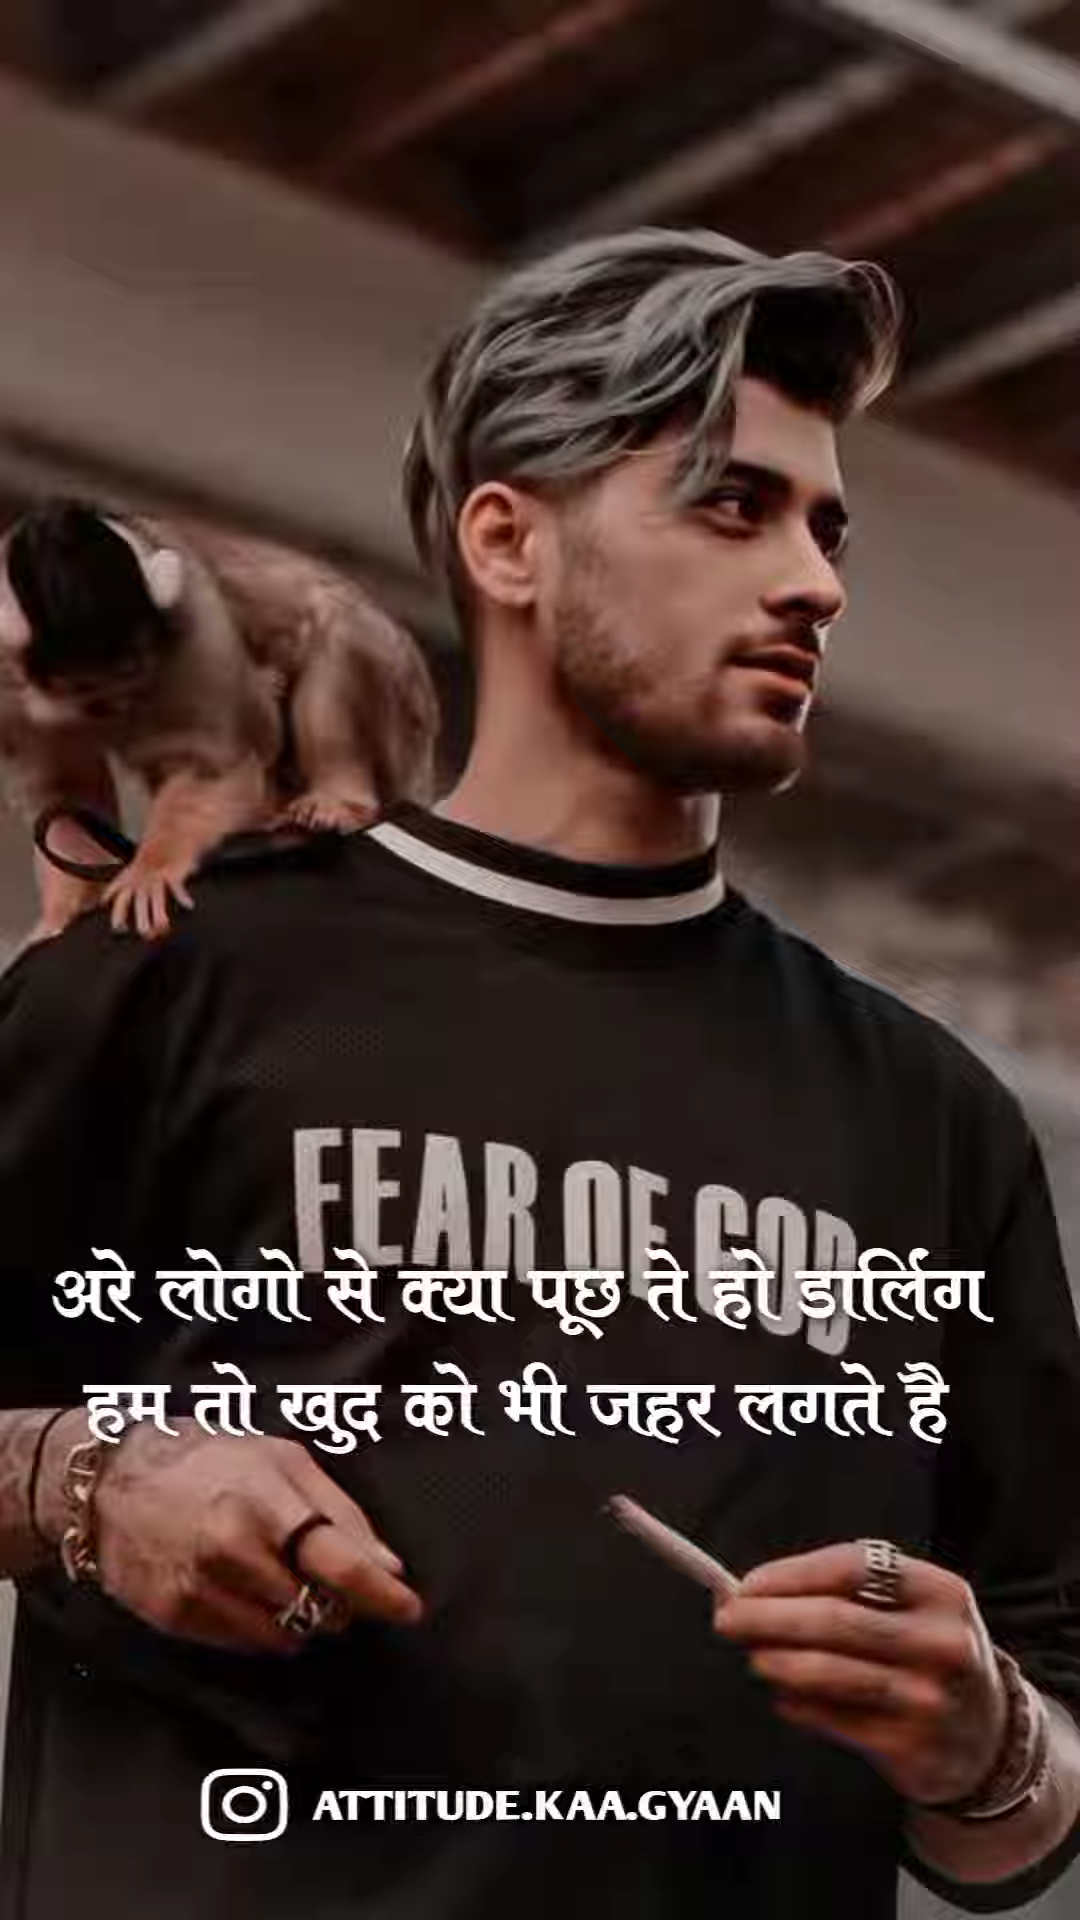 FEAR OF GOD
अरे लोगो से क्या पूछ ते हो डार्लिंग
हम तो खुद को भी जहर लगते है
ATTITUDE.KAA.GYAAN